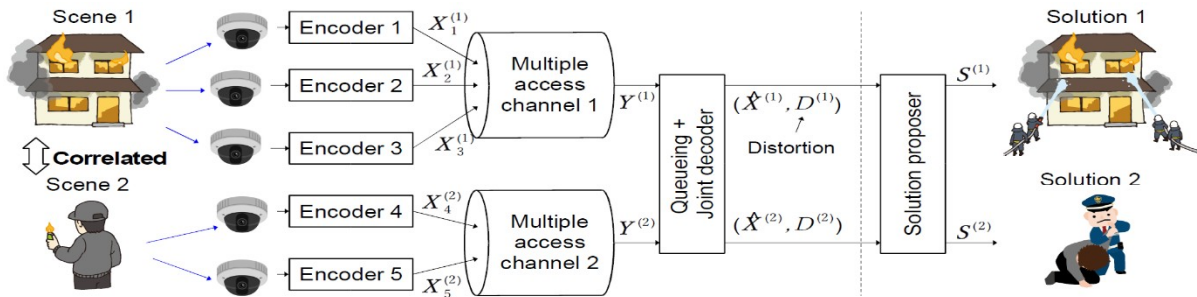 Scene 1
Encoder 1
X_1^{(1)}
Encoder 2
X_2^{(1)}
Encoder 3
X_3^{(1)}
Multiple
access
channel 1
Y^{(1)}
Correlated
Scene 2
Encoder 4
X_4^{(2)}
Encoder 5
X_5^{(2)}
Multiple
access
channel 2
Y^{(2)}
Queueing +
Joint decoder
(\hat{X}^{(1)}, D^{(1)})
Distortion
(\hat{X}^{(2)}, D^{(2)})
Solution proposer
S^{(1)}
S^{(2)}
Solution 1
Solution 2